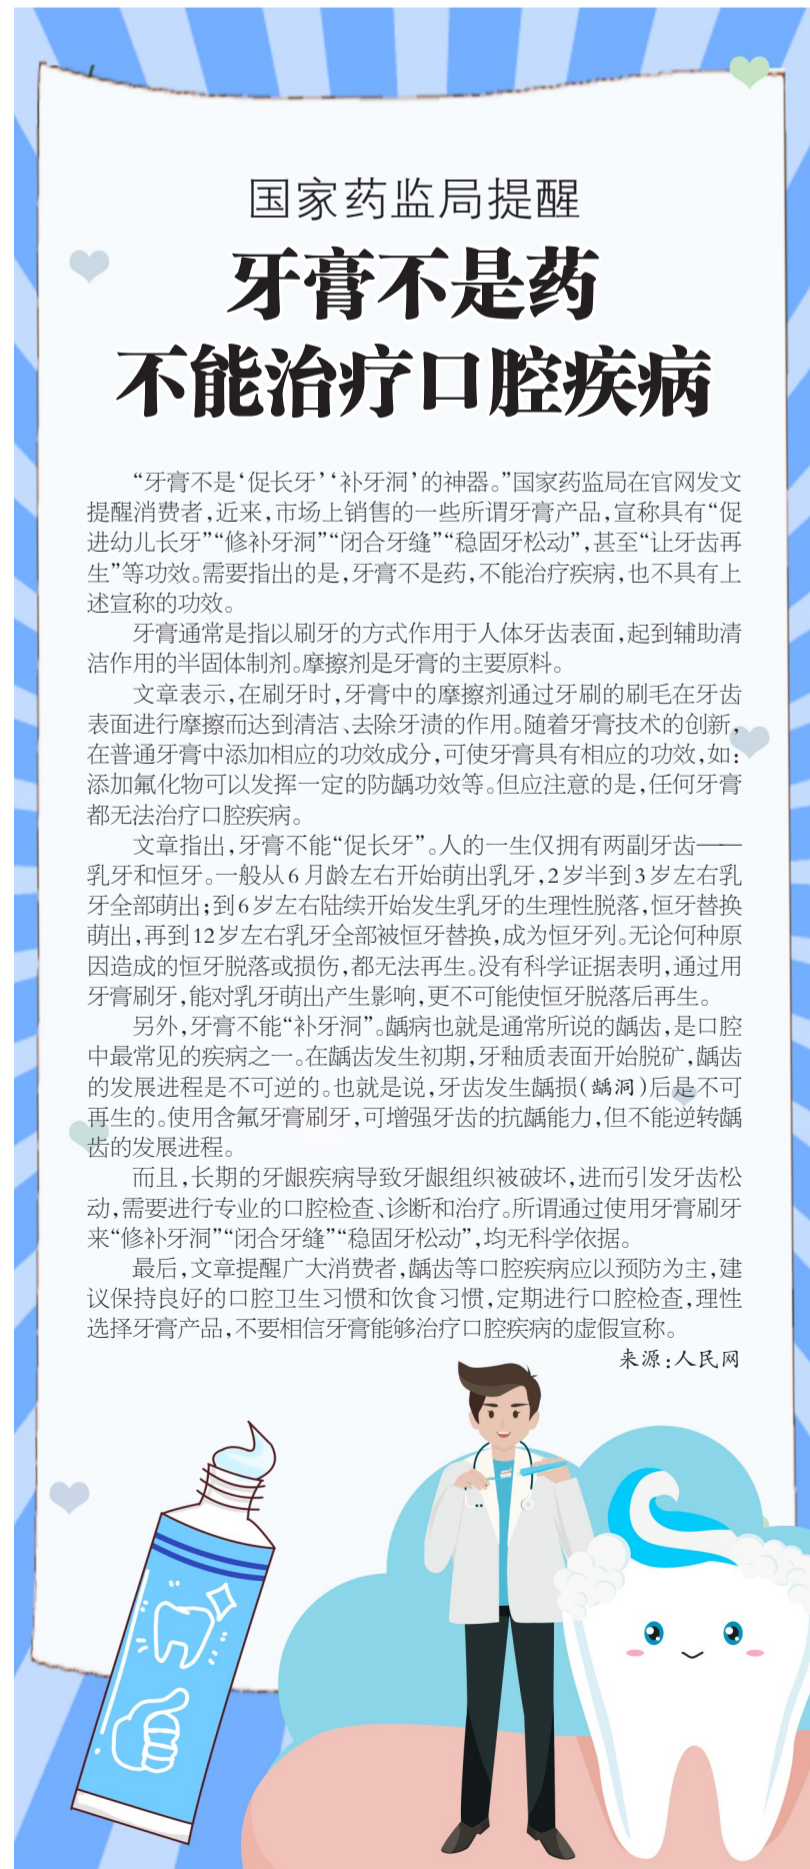 国家药监局提醒
牙膏不是药
不能治疗口腔疾病
“牙膏不是‘促长牙’‘补牙洞’的神器。”国家药监局在官网发文
提醒消费者,近来,市场上销售的一些所谓牙膏产品,宣称具有“促
进幼儿长牙”“修补牙洞”“闭合牙缝”“稳固牙松动”,甚至“让牙齿再
生”等功效。需要指出的是,牙膏不是药,不能治疗疾病,也不具有上
述宣称的功效。
牙膏通常是指以刷牙的方式作用于人体牙齿表面,起到辅助清
洁作用的半固体制剂。摩擦剂是牙膏的主要原料。
文章表示,在刷牙时,牙膏中的摩擦剂通过牙刷的刷毛在牙齿
表面进行摩擦而达到清洁、去除牙渍的作用。随着牙膏技术的创新,
在普通牙膏中添加相应的功效成分,可使牙膏具有相应的功效,如:
添加氟化物可以发挥一定的防龋功效等。但应注意的是,任何牙膏
都无法治疗口腔疾病。
文章指出,牙膏不能“促长牙”。人的一生仅拥有两副牙齿——
乳牙和恒牙。一般从6月龄左右开始萌出乳牙,2岁半到3岁左右乳
牙全部萌出;到6岁左右陆续开始发生乳牙的生理性脱落,恒牙替换
萌出,再到12岁左右乳牙全部被恒牙替换,成为恒牙列。无论何种原
因造成的恒牙脱落或损伤,都无法再生。没有科学证据表明,通过用
牙膏刷牙,能对乳牙萌出产生影响,更不可能使恒牙脱落后再生。
另外,牙膏不能“补牙洞”。龋病也就是通常所说的龋齿,是口腔
中最常见的疾病之一。在龋齿发生初期,牙釉质表面开始脱矿,龋齿
的发展进程是不可逆的。也就是说,牙齿发生龋损(龋洞)后是不可
再生的。使用含氟牙膏刷牙,可增强牙齿的抗龋能力,但不能逆转龋
齿的发展进程。
而且,长期的牙龈疾病导致牙龈组织被破坏,进而引发牙齿松
动,需要进行专业的口腔检查、诊断和治疗。所谓通过使用牙膏刷牙
来“修补牙洞”“闭合牙缝”“稳固牙松动”,均无科学依据。
最后,文章提醒广大消费者,龋齿等口腔疾病应以预防为主,建
议保持良好的口腔卫生习惯和饮食习惯,定期进行口腔检查,理性
选择牙膏产品,不要相信牙膏能够治疗口腔疾病的虚假宣称。
来源:人民网